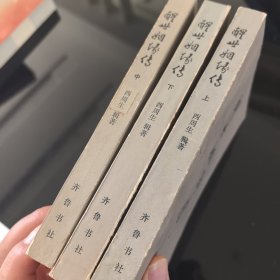 醒世姻缘传 中 西周生 辑著 齐鲁书社
醒世姻缘传 下 西周生 辑著 齐鲁书社
醒世姻缘传 上 西周生 辑著 齐鲁书社